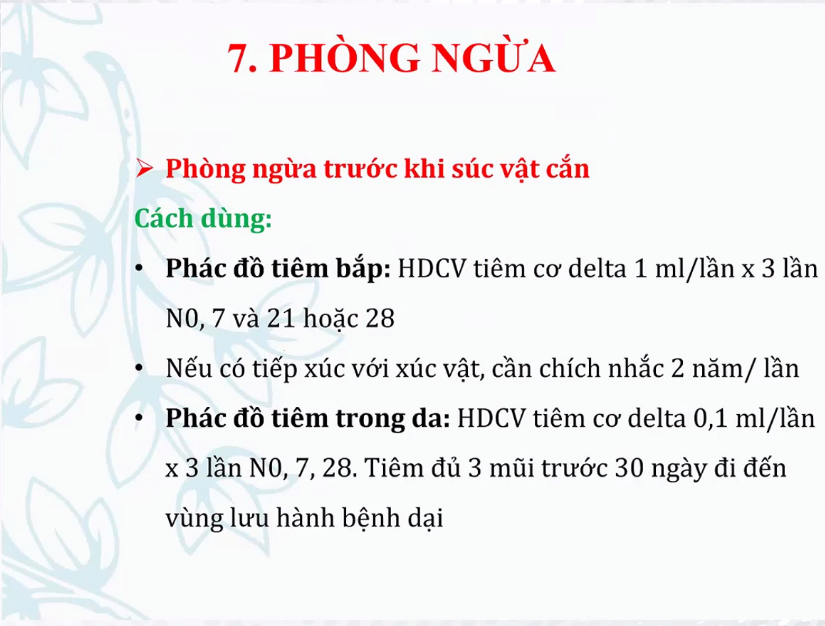 7. PHÒNG NGỪA
➢ Phòng ngừa trước khi súc vật cắn
Cách dùng:
• Phác đồ tiêm bắp: HDCV tiêm cơ delta 1 ml/lần x 3 lần
N0, 7 và 21 hoặc 28
• Nếu có tiếp xúc với xúc vật, cần chích nhắc 2 năm/ lần
• Phác đồ tiêm trong da: HDCV tiêm cơ delta 0,1 ml/lần
x 3 lần N0, 7, 28. Tiêm đủ 3 mũi trước 30 ngày đi đến
vùng lưu hành bệnh dại